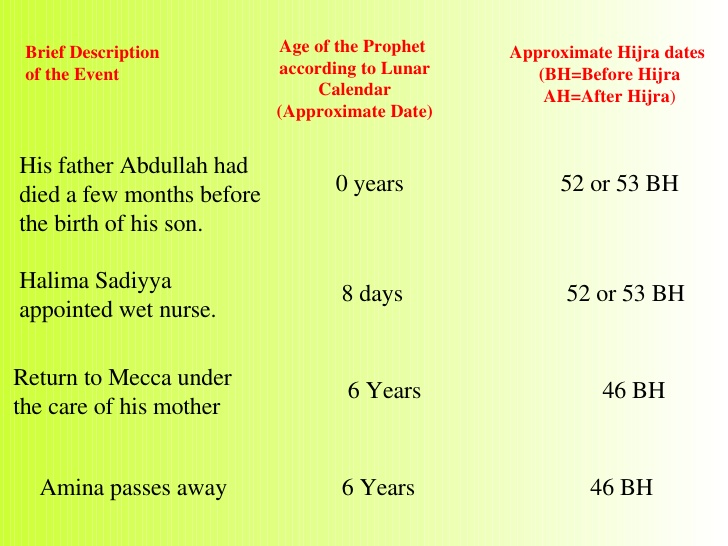 Brief Description
of the Event
Age of the Prophet
according to Lunar
Calendar
(Approximate Date)
Approximate Hijra dates
(BH=Before Hijra
AH=After Hijra)
His father Abdullah had
died a few months before
the birth of his son.
0 years
52 or 53 BH
Halima Sadiyya
appointed wet nurse.
8 days
52 or 53 BH
Return to Mecca under
the care of his mother
6 Years
46 BH
Amina passes away
6 Years
46 BH